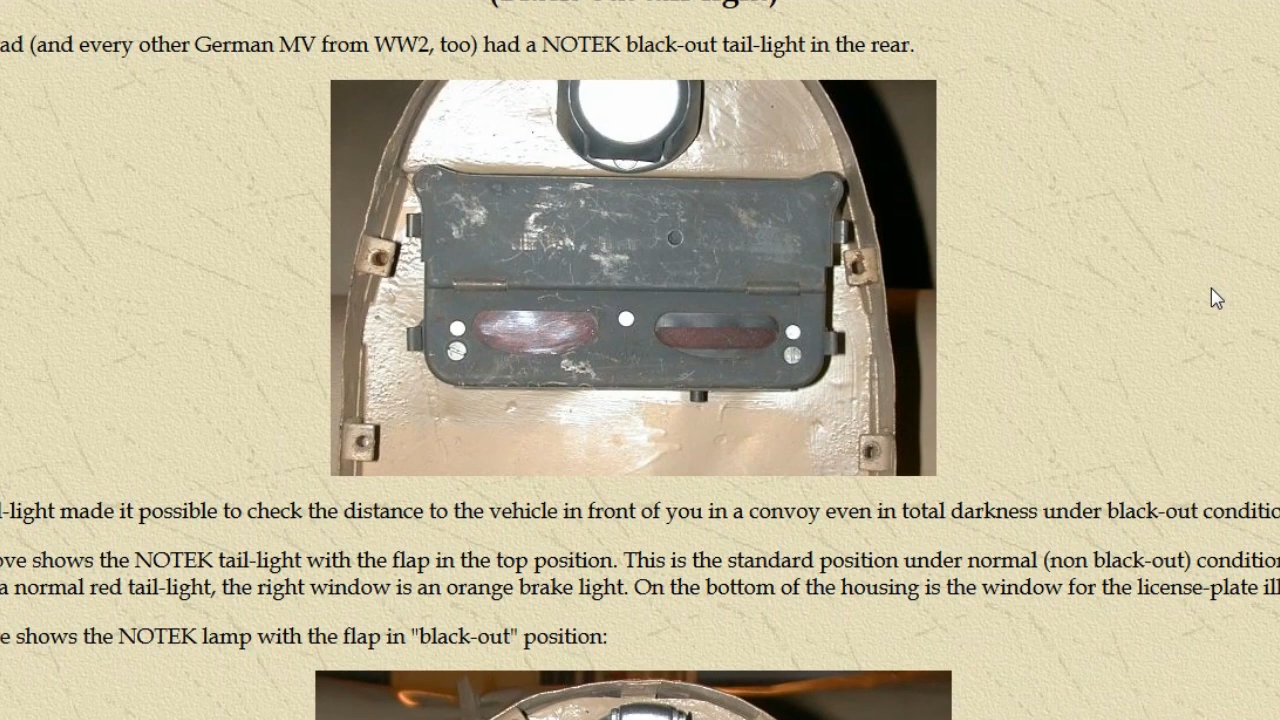 ad (and every other German MV from WW2, too) had a NOTEK black-out tail-light in the rear.
l-light made it possible to check the distance to the vehicle in front of you in a convoy even in total darkness under black-out conditio
ove shows the NOTEK tail-light with the flap in the top position. This is the standard position under normal (non black-out) condition
a normal red tail-light, the right window is an orange brake light. On the bottom of the housing is the window for the license-plate ill
e shows the NOTEK lamp with the flap in "black-out" position: